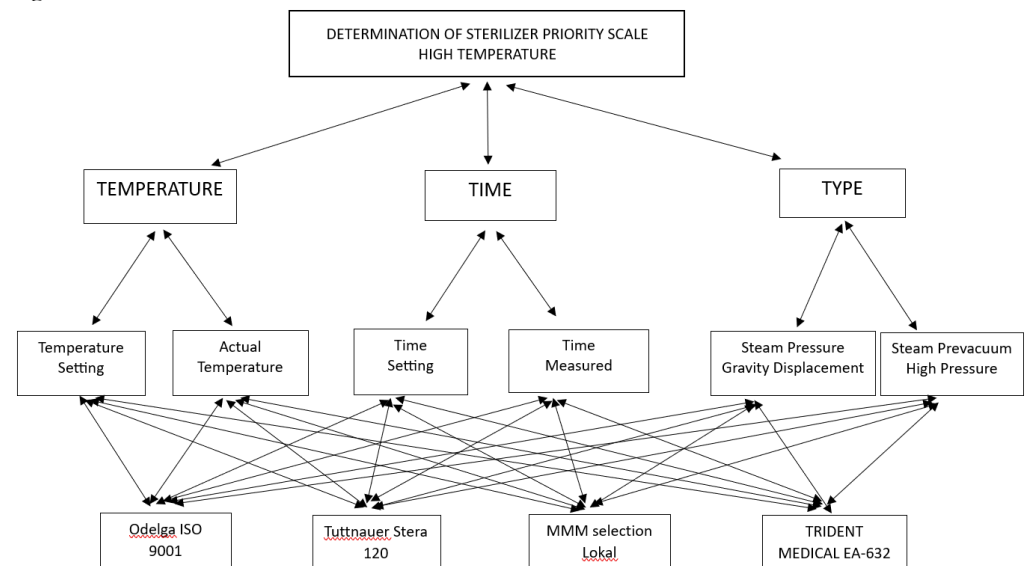 DETERMINATION OF STERILIZER PRIORITY SCALE
HIGH TEMPERATURE
TEMPERATURE
TIME
TYPE
Temperature
Setting
Actual
Temperature
Time
Setting
Time
Measured
Steam Pressure
Gravity Displacement
Steam Prevacuum
High Pressure
Odelga ISO
9001
Tuttnauer Stera
120
MMM selection
Lokal
TRIDENT
MEDICAL EA-632